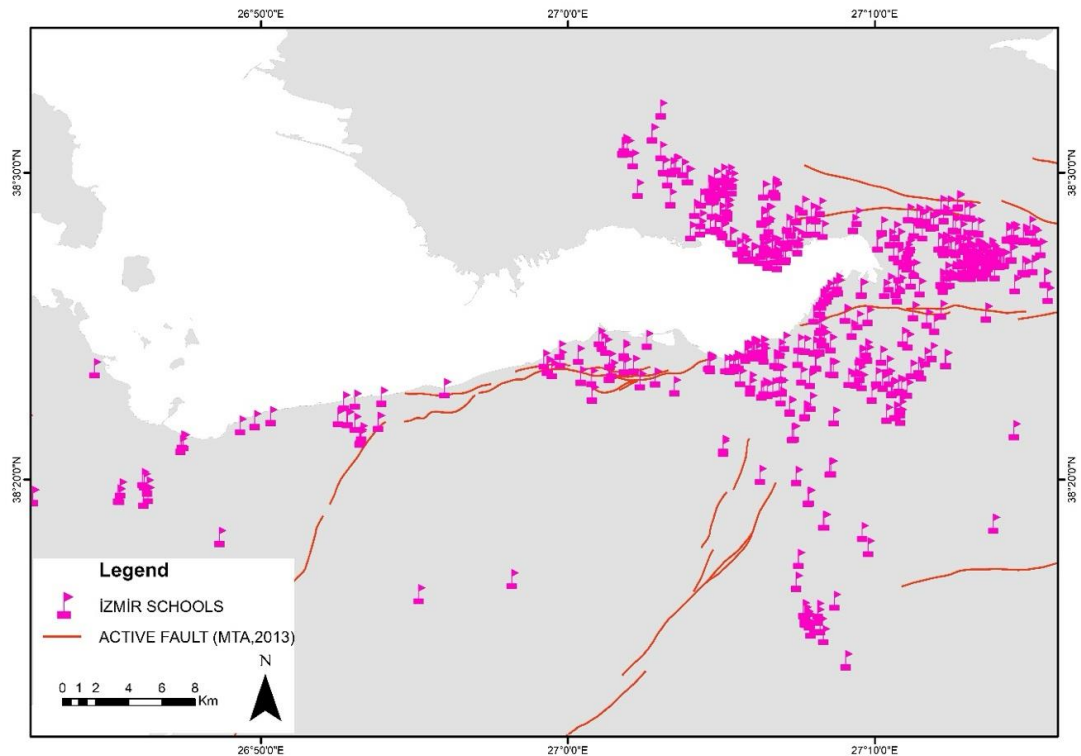 26°50'0"E 27°0'0"E 27°10'0"E
38°30'0"N 38°30'0"N
38°20'0"N 38°20'0"N
Legend
İZMİR SCHOOLS
ACTIVE FAULT (MTA,2013)
N
0 1 2 4 6 8
Km
26°50'0"E 27°0'0"E 27°10'0"E